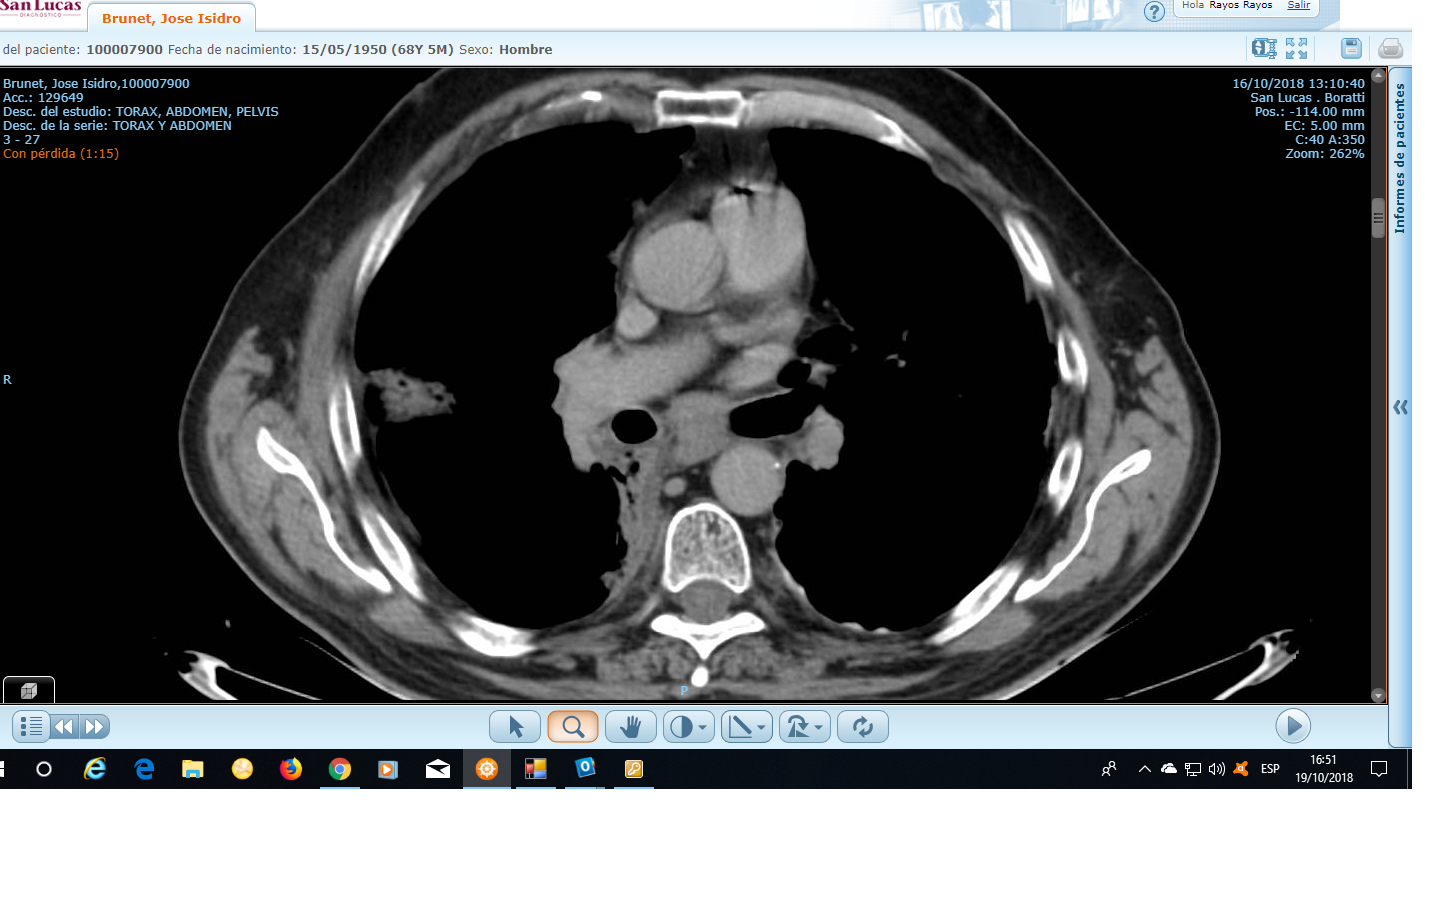 San Lucas
DIAGNOSTICO
Brunet, Jose Isidro
Hola Rayos Rayos Salir
del paciente: 100007900 Fecha de nacimiento: 15/05/1950 (68Y 5M) Sexo: Hombre
Brunet, Jose Isidro,100007900
Acc.: 129649
Desc. del estudio: TORAX, ABDOMEN, PELVIS
Desc. de la serie: TORAX Y ABDOMEN
3 - 27
Con pérdida (1:15)
16/10/2018 13:10:40
San Lucas . Boratti
Pos.: -114.00 mm
EC: 5.00 mm
C:40 A:350
Zoom: 262%
Informes de pacientes
R
P
ESP
16:51
19/10/2018